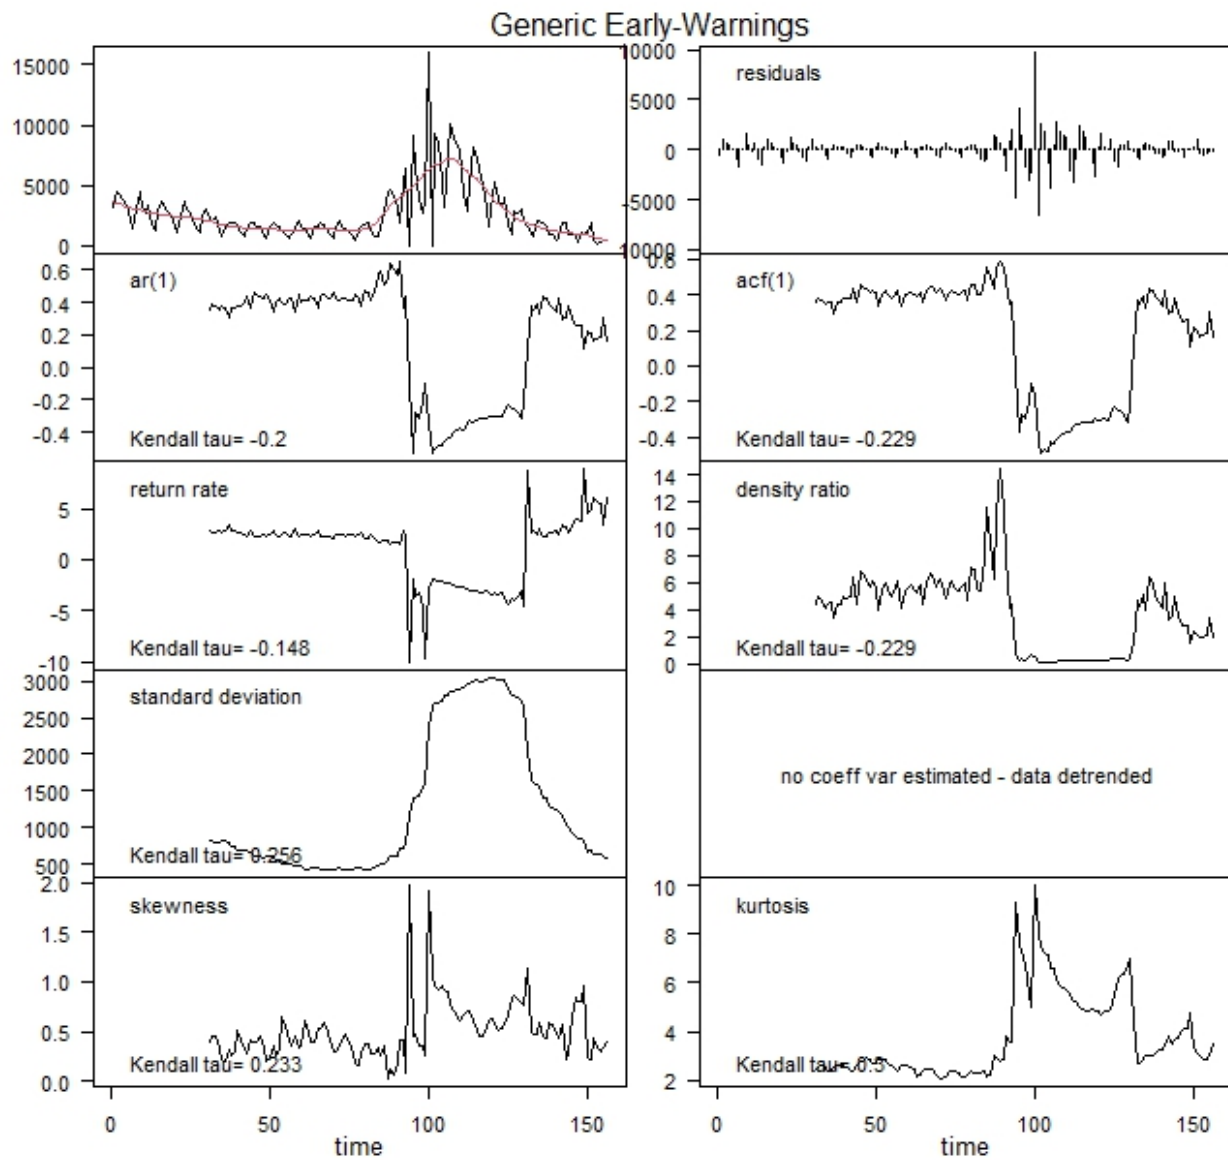 Generic Early-Warnings
15000
10000
5000
0
10000
5000
0
-5000
10000
residuals
0.6
0.4
0.2
0.0
-0.2
-0.4
ar(1)
Kendall tau= -0.2
0.6
0.4
0.2
0.0
-0.2
-0.4
acf(1)
Kendall tau= -0.229
5
0
-5
-10
return rate
Kendall tau= -0.148
14
12
10
8
6
4
2
0
density ratio
Kendall tau= -0.229
3000
2500
2000
1500
1000
500
standard deviation
Kendall tau= 0.256
no coeff var estimated - data detrended
2.0
1.5
1.0
0.5
0.0
skewness
Kendall tau= 0.233
10
8
6
4
2
kurtosis
Kendall tau= 0.5
0 50 100 150
time
0 50 100 150
time